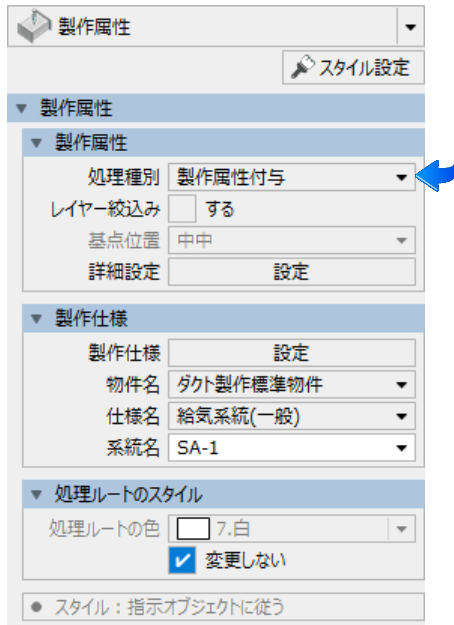 製作属性
スタイル設定
製作属性
製作属性
処理種別 製作属性付与
レイヤー絞込み する
基点位置 中中
詳細設定 設定
製作仕様
製作仕様 設定
物件名 ダクト製作標準物件
仕様名 給気系統(一般)
系統名 SA-1
処理ルートのスタイル
処理ルートの色 7.白
変更しない
スタイル：指示オブジェクトに従う